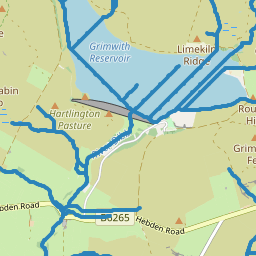 Grimwith
Reservoir
Limekiln
Ridge
Hartlington
Pasture
Hebden Road
B6265
Hebden Road